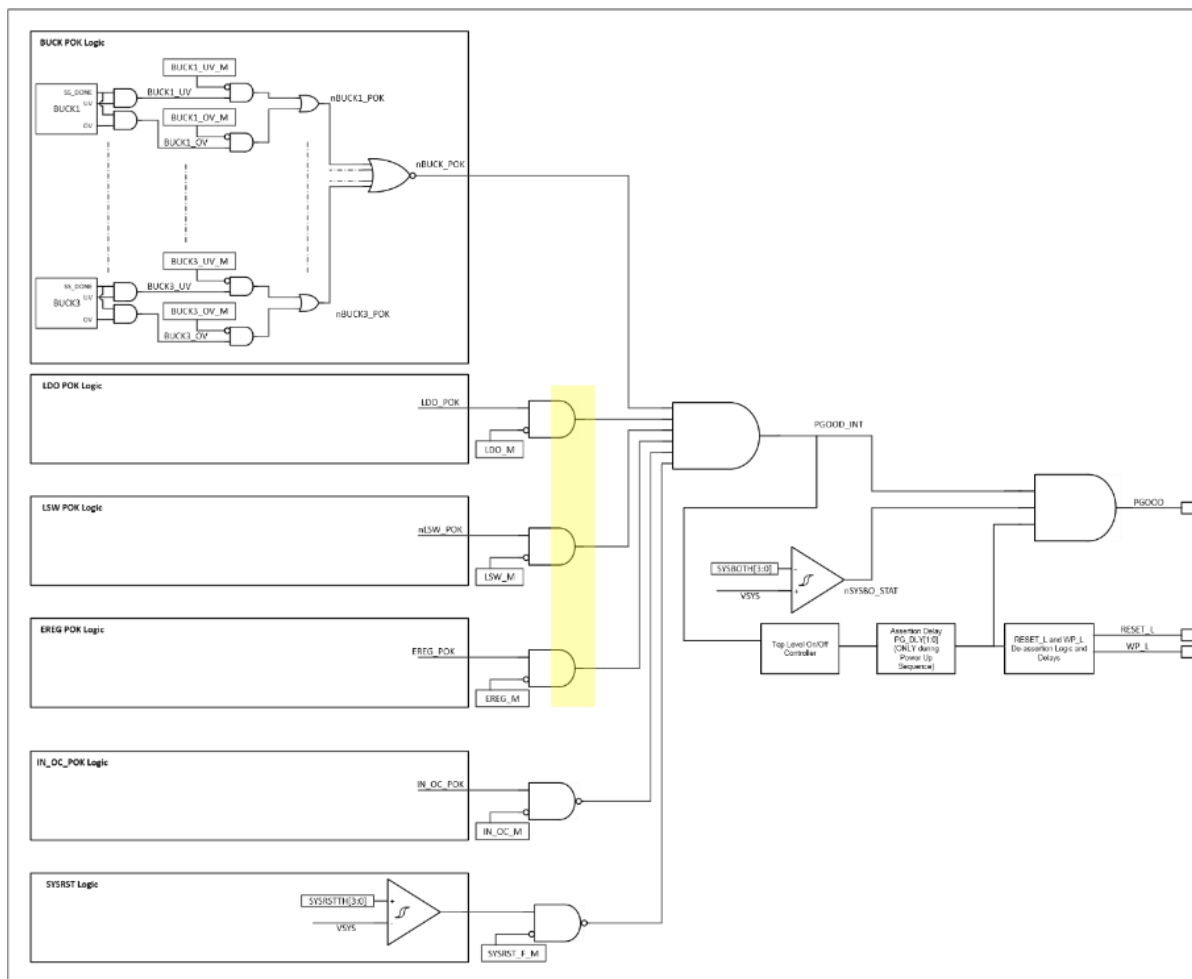 BUCK POK Logic
BUCK1_UV_M
SS_DONE
UV
BUCK1
OV
BUCK1_UV
nBUCK1_POK
BUCK1_OV_M
BUCK1_OV
nBUCK_POK
BUCK3_UV_M
SS_DONE
UV
BUCK3
OV
BUCK3_UV
BUCK3_OV_M
nBUCK3_POK
BUCK3_OV
LDO POK Logic
LDO_POK
LDO_M
PGOOD_INT
LSW POK Logic
nLSW_POK
LSW_M
PGOOD
SYSBOTH[3:0]
-
+
VSYS
nSYSBO_STAT
EREG POK Logic
EREG_POK
EREG_M
Top Level On/Off
Controller
Assertion Delay
PG_DLY[1:0]
(ONLY during
Power Up
Sequence)
RESET_L and WP_L
De-assertion Logic and
Delays
RESET_L
WP_L
IN_OC_POK Logic
IN_OC_POK
IN_OC_M
SYSRST Logic
SYSRSTTH[3:0]
+
-
VSYS
SYSRST_F_M